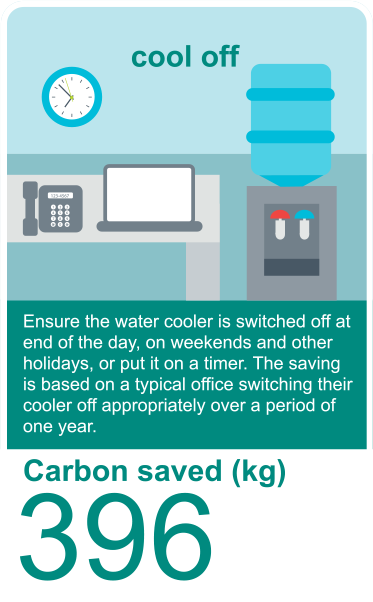 cool off
Ensure the water cooler is switched off at
end of the day, on weekends and other
holidays, or put it on a timer. The saving
is based on a typical office switching their
cooler off appropriately over a period of
one year.
Carbon saved (kg)
396